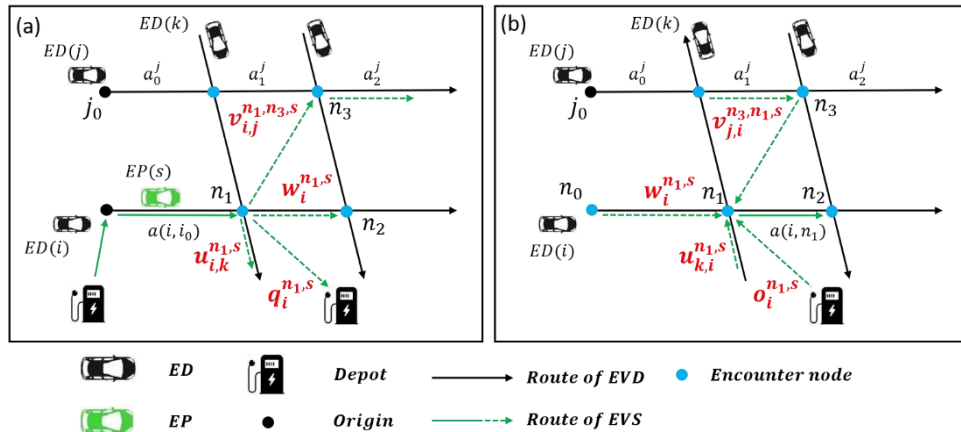 (a)
ED(k)
ED(j)
a_0^j
a_1^j
a_2^j
j_0
n_3
v_{i,j}^{n_1,n_3,s}
EP(s)
n_1
w_i^{n_1,s}
n_2
ED(i)
a(i,i_0)
u_{i,k}^{n_1,s}
q_i^{n_1,s}
(b)
ED(k)
ED(j)
a_0^j
a_1^j
a_2^j
j_0
n_3
v_{j,i}^{n_3,n_1,s}
n_0
w_i^{n_1,s}
n_1
n_2
ED(i)
a(i,n_1)
u_{k,i}^{n_1,s}
o_i^{n_1,s}
ED
Depot
Route of EVD
Encounter node
EP
Origin
Route of EVS